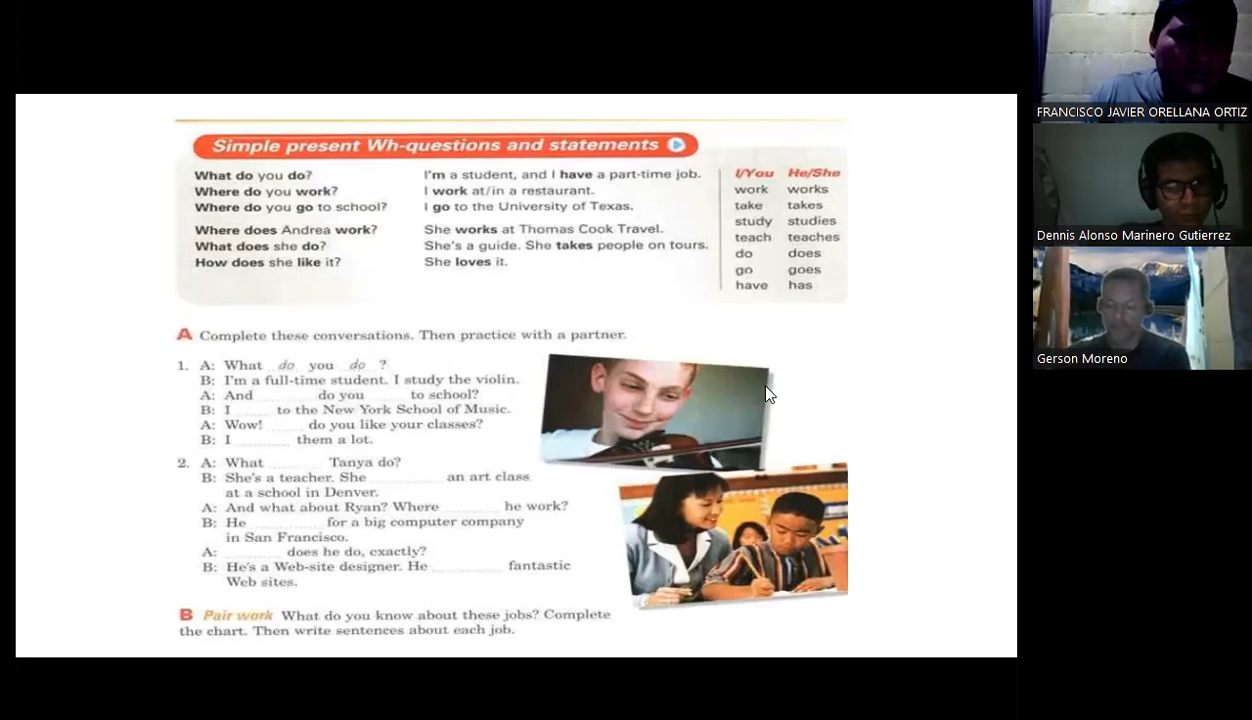 Simple present Wh-questions and statements
What do you do? I'm a student, and I have a part-time job.
Where do you work? I work at/in a restaurant.
Where do you go to school? I go to the University of Texas.
Where does Andrea work? She works at Thomas Cook Travel.
What does she do? She's a guide. She takes people on tours.
How does she like it? She loves it.
I/You He/She
work works
take takes
study studies
teach teaches
do does
go goes
have has
A Complete these conversations. Then practice with a partner.
1. A: What do you do ?
B: I'm a full-time student. I study the violin.
A: And ........ do you ........ to school?
B: I ........ to the New York School of Music.
A: Wow! ........ do you like your classes?
B: I ........ them a lot.
2. A: What ........ Tanya do?
B: She's a teacher. She ........ an art class
at a school in Denver.
A: And what about Ryan? Where ........ he work?
B: He ........ for a big computer company
in San Francisco.
A: ........ does he do, exactly?
B: He's a Web-site designer. He ........ fantastic
Web sites.
B Pair work What do you know about these jobs? Complete
the chart. Then write sentences about each job.
FRANCISCO JAVIER ORELLANA ORTIZ
Dennis Alonso Marinero Gutierrez
Gerson Moreno